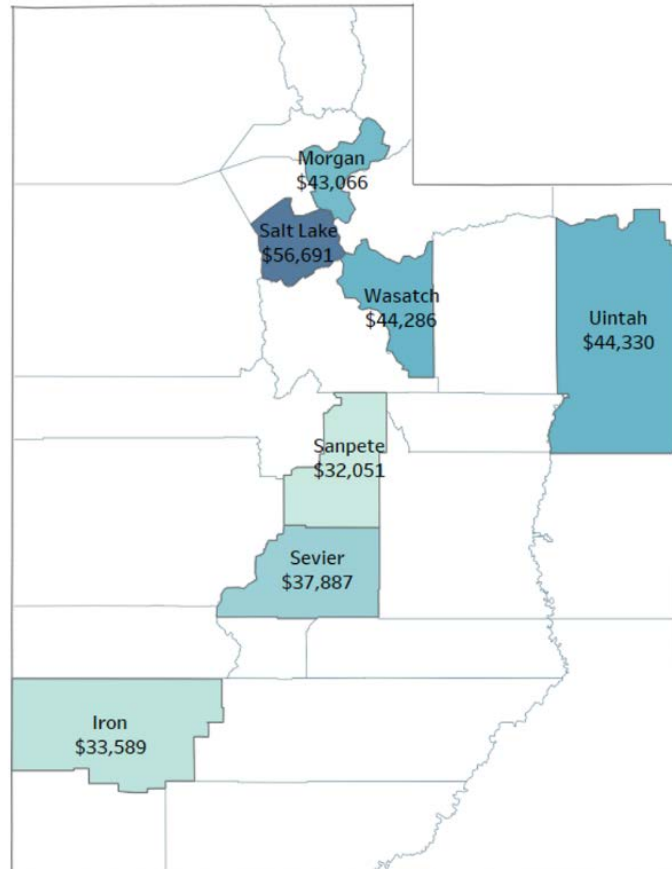 Morgan
$43,066
Salt Lake
$56,691
Wasatch
$44,286
Uintah
$44,330
Sanpete
$32,051
Sevier
$37,887
Iron
$33,589